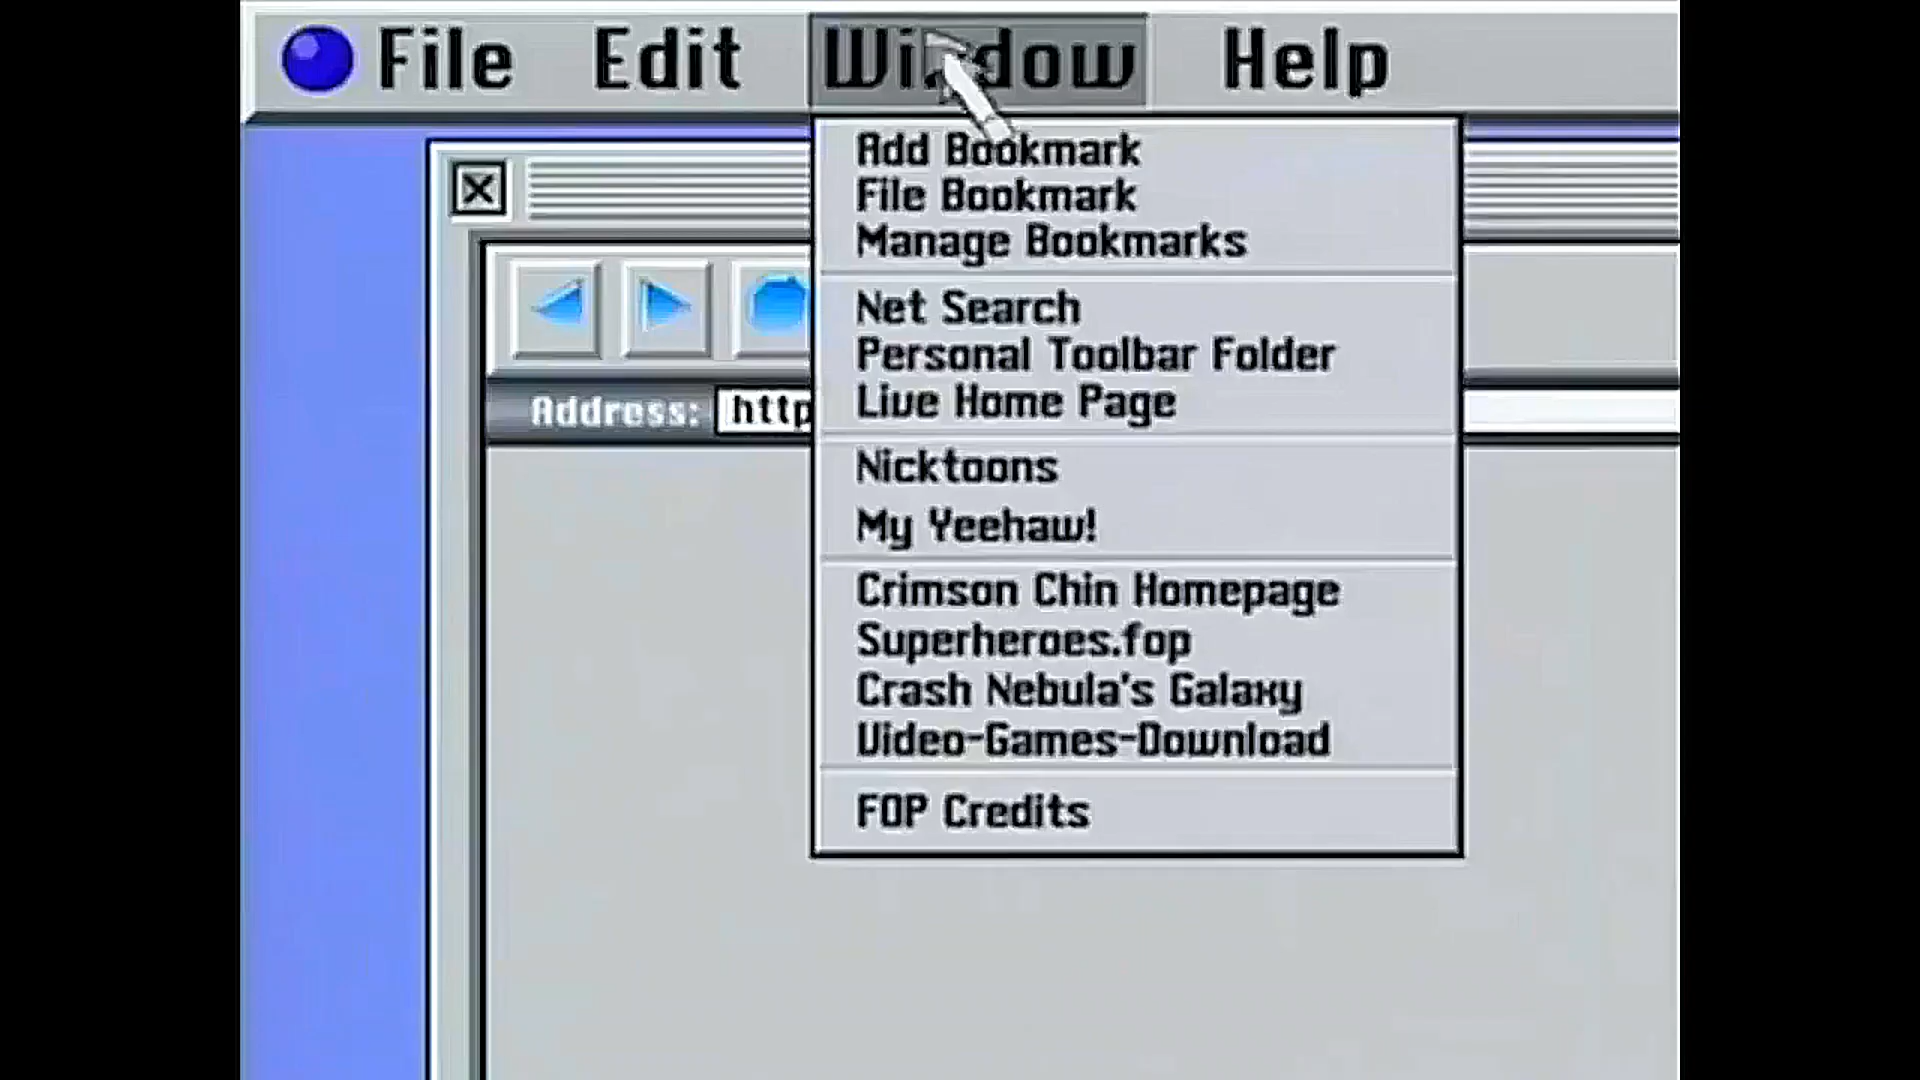 File Edit Window Help
Add Bookmark
File Bookmark
Manage Bookmarks
Net Search
Personal Toolbar Folder
Address: http
Live Home Page
Nicktoons
My Yeehaw!
Crimson Chin Homepage
Superheroes.fop
Crash Nebula's Galaxy
Video-Games-Download
FOP Credits